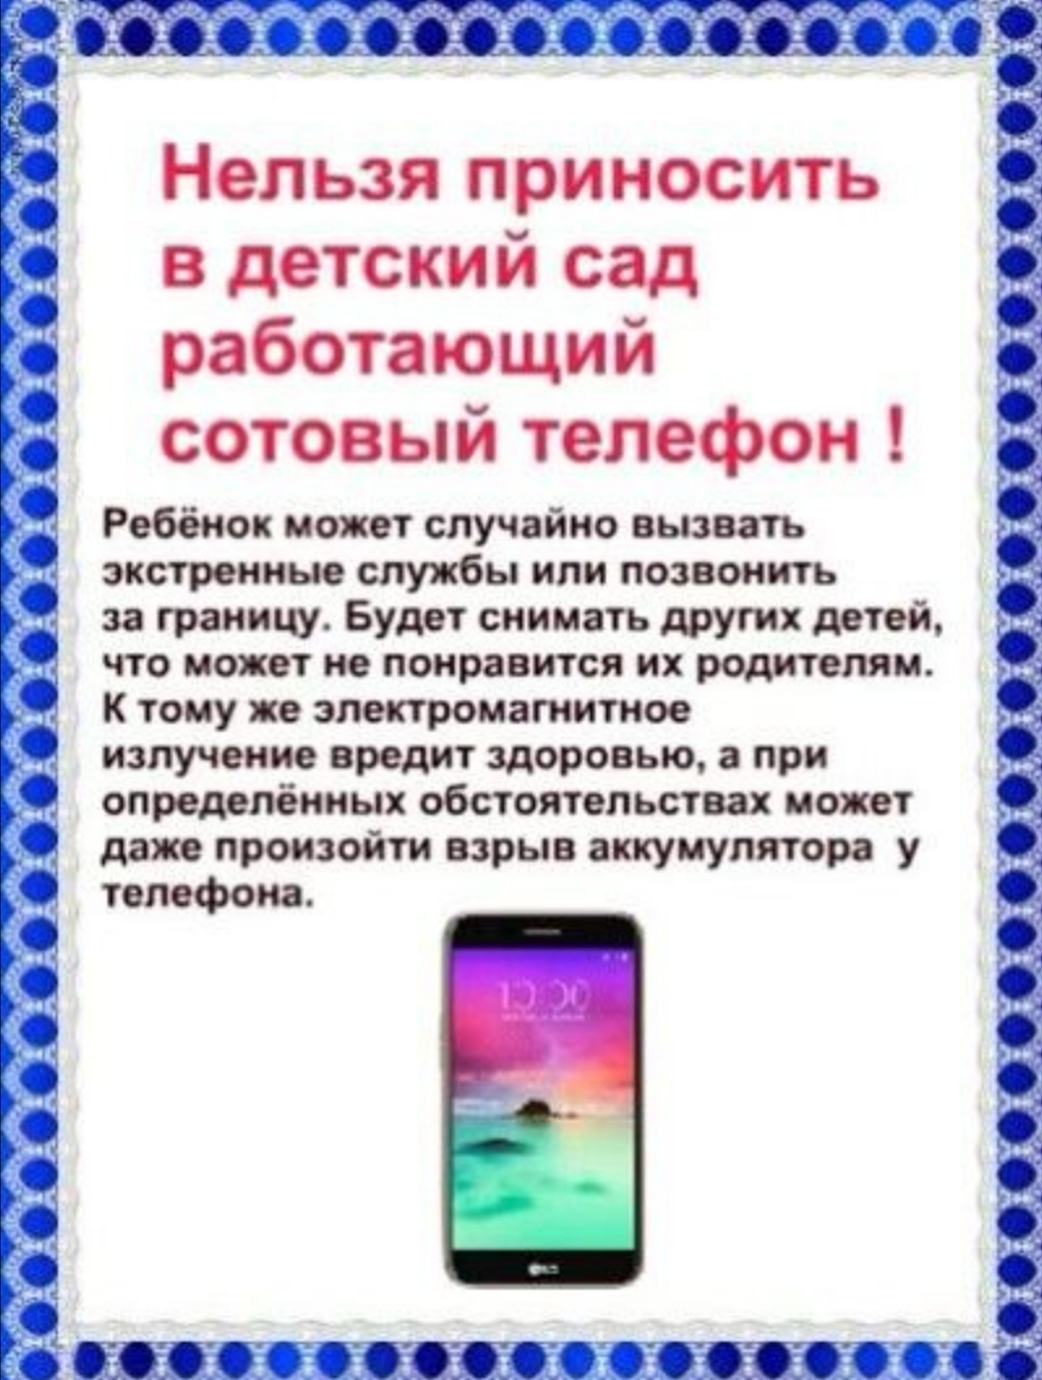 Нельзя приносить
в детский сад
работающий
сотовый телефон !
Ребёнок может случайно вызвать
экстренные службы или позвонить
за границу. Будет снимать других детей,
что может не понравится их родителям.
К тому же электромагнитное
излучение вредит здоровью, а при
определённых обстоятельствах может
даже произойти взрыв аккумулятора у
телефона.